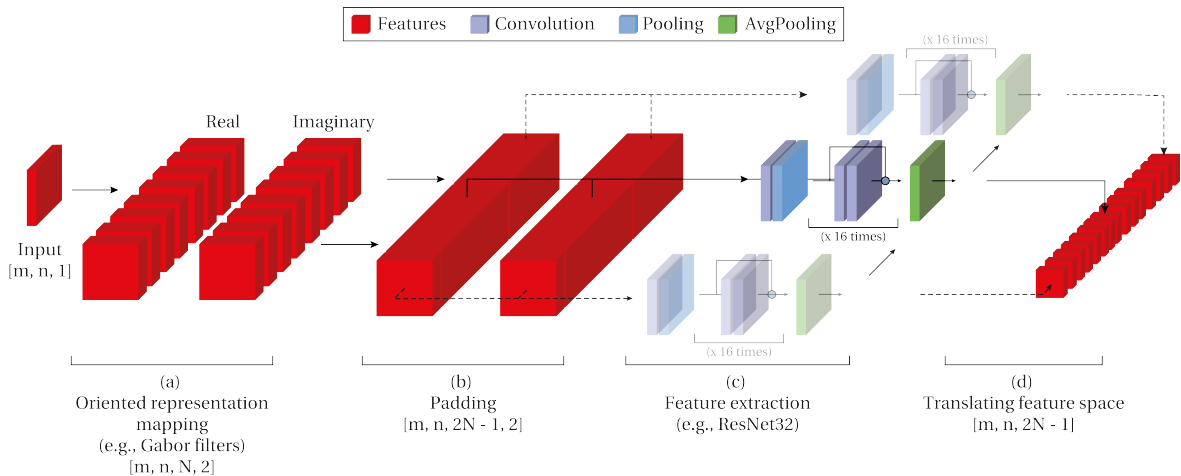 Features Convolution Pooling AvgPooling
(x 16 times)
Real Imaginary
Input
[m, n, 1]
(x 16 times)
(x 16 times)
(a)
Oriented representation
mapping
(e.g., Gabor filters)
[m, n, N, 2]
(b)
Padding
[m, n, 2N - 1, 2]
(c)
Feature extraction
(e.g., ResNet32)
(d)
Translating feature space
[m, n, 2N - 1]